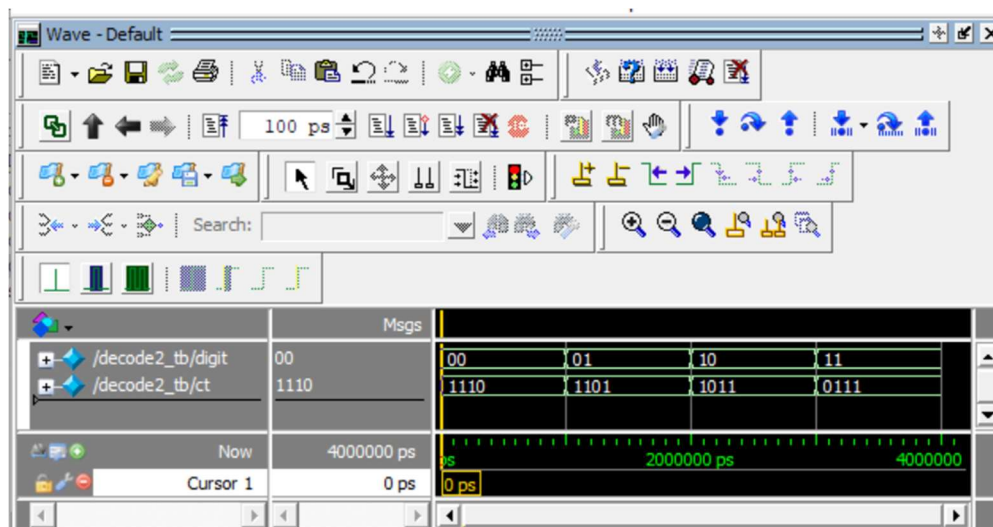 Wave - Default
100 ps
Search:
Msgs
/decode2_tb/digit 00 00 01 10 11
/decode2_tb/ct 1110 1110 1101 1011 0111
Now 4000000 ps ps 2000000 ps 4000000
Cursor 1 0 ps 0 ps